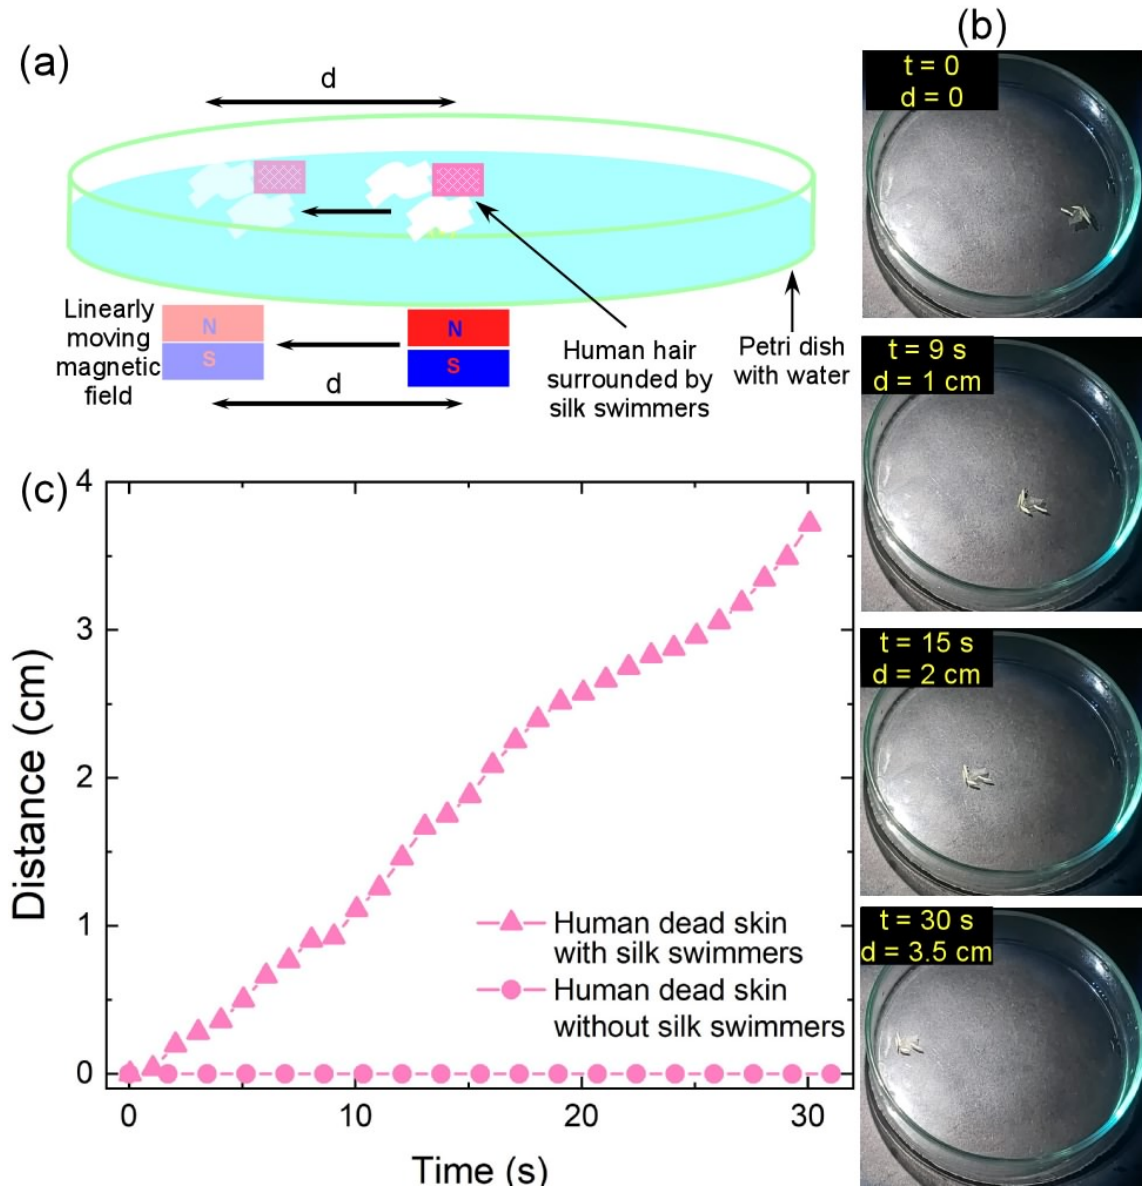 (a)
d
N
S
N
S
Linearly
moving
magnetic
field
d
Human hair
surrounded by
silk swimmers
Petri dish
with water
(b)
t = 0
d = 0
t = 9 s
d = 1 cm
t = 15 s
d = 2 cm
t = 30 s
d = 3.5 cm
(c)
4
3
2
1
0
Distance (cm)
Human dead skin
with silk swimmers
Human dead skin
without silk swimmers
0
10
20
30
Time (s)